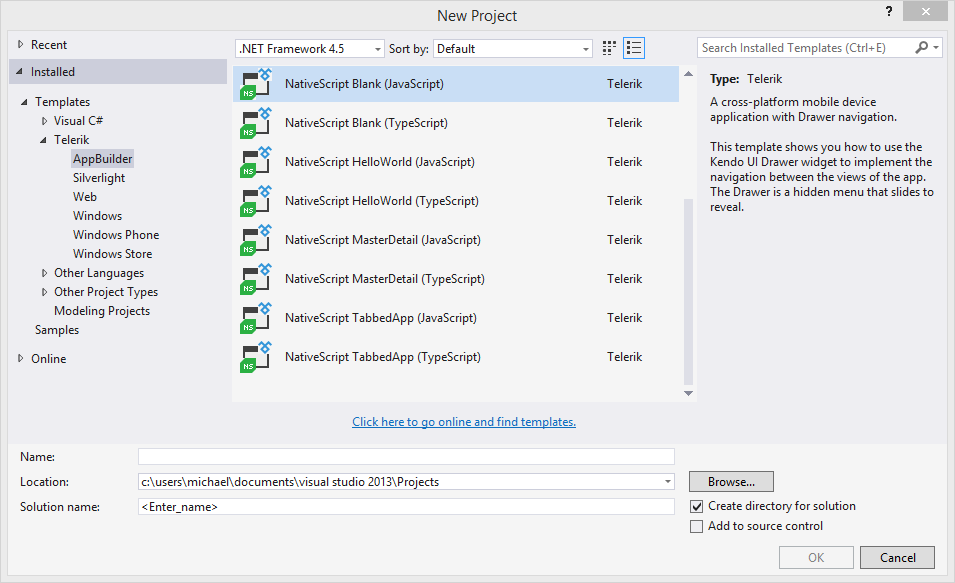 New Project
? ×
Recent
Installed
Templates
Visual C#
Telerik
AppBuilder
Silverlight
Web
Windows
Windows Phone
Windows Store
Other Languages
Other Project Types
Modeling Projects
Samples
Online
.NET Framework 4.5 Sort by: Default
NativeScript Blank (JavaScript) Telerik
NativeScript Blank (TypeScript) Telerik
NativeScript HelloWorld (JavaScript) Telerik
NativeScript HelloWorld (TypeScript) Telerik
NativeScript MasterDetail (JavaScript) Telerik
NativeScript MasterDetail (TypeScript) Telerik
NativeScript TabbedApp (JavaScript) Telerik
NativeScript TabbedApp (TypeScript) Telerik
NS
NS
NS
NS
NS
NS
NS
NS
Click here to go online and find templates.
Search Installed Templates (Ctrl+E)
Type: Telerik
A cross-platform mobile device
application with Drawer navigation.
This template shows you how to use the
Kendo UI Drawer widget to implement the
navigation between the views of the app.
The Drawer is a hidden menu that slides to
reveal.
Name:
Location: c:\users\michael\documents\visual studio 2013\Projects
Browse...
Solution name: <Enter_name>
Create directory for solution
Add to source control
OK Cancel